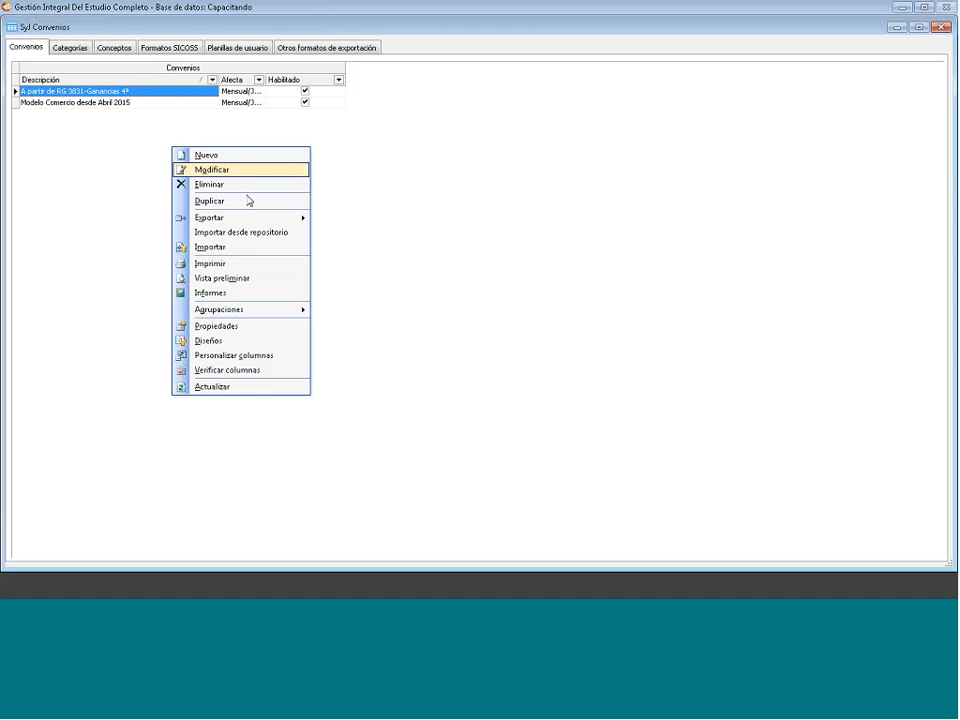 Gestión Integral Del Estudio Completo - Base de datos: Capacitando
SyJ Convenios
Convenios Categorías Conceptos Formatos SICOSS Planillas de usuario Otros formatos de exportación
Convenios
Descripción Afecta Habilitado
A partir de RG 3831-Ganancias 4ª Mensual/J...
Modelo Comercio desde Abril 2015 Mensual/J...
Nuevo
Modificar
Eliminar
Duplicar
Exportar
Importar desde repositorio
Importar
Imprimir
Vista preliminar
Informes
Agrupaciones
Propiedades
Diseños
Personalizar columnas
Verificar columnas
Actualizar